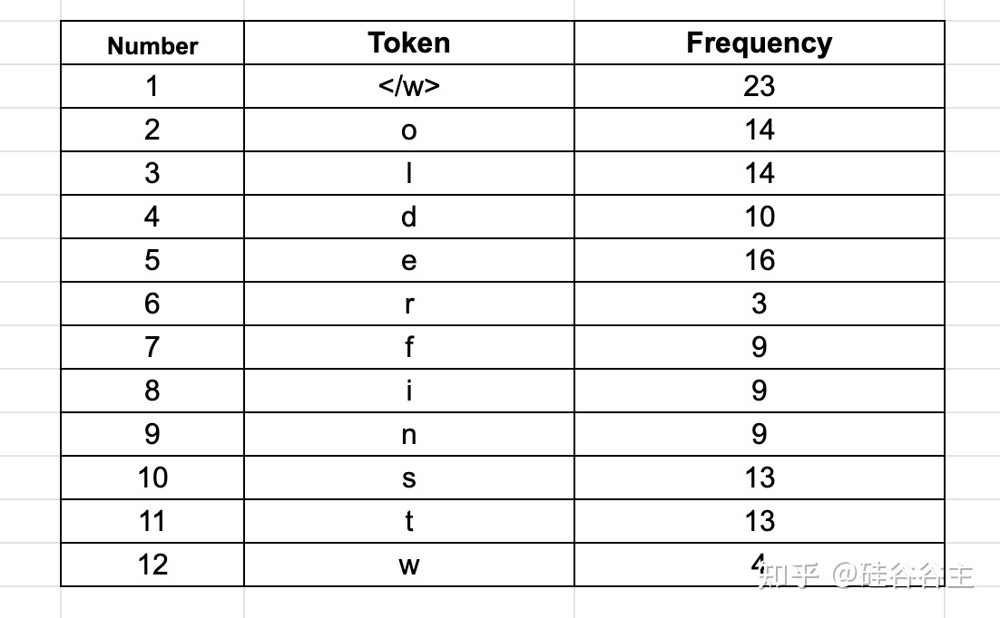 Number Token Frequency
1 </w> 23
2 o 14
3 l 14
4 d 10
5 e 16
6 r 3
7 f 9
8 i 9
9 n 9
10 s 13
11 t 13
12 w 4
知乎 @硅谷谷主